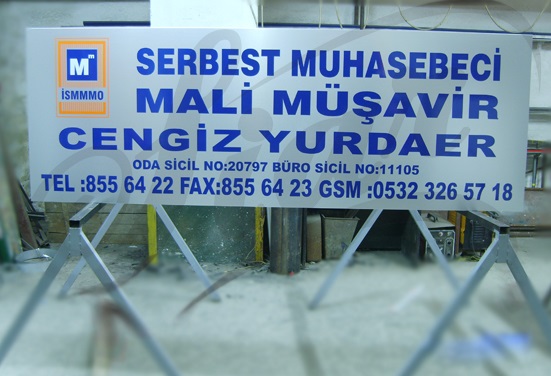 Mm
İSMMMO
SERBEST MUHASEBECİ
MALİ MÜŞAVİR
CENGİZ YURDAER
ODA SİCİL NO:20797 BÜRO SİCİL NO:11105
TEL :855 64 22 FAX:855 64 23 GSM :0532 326 57 18